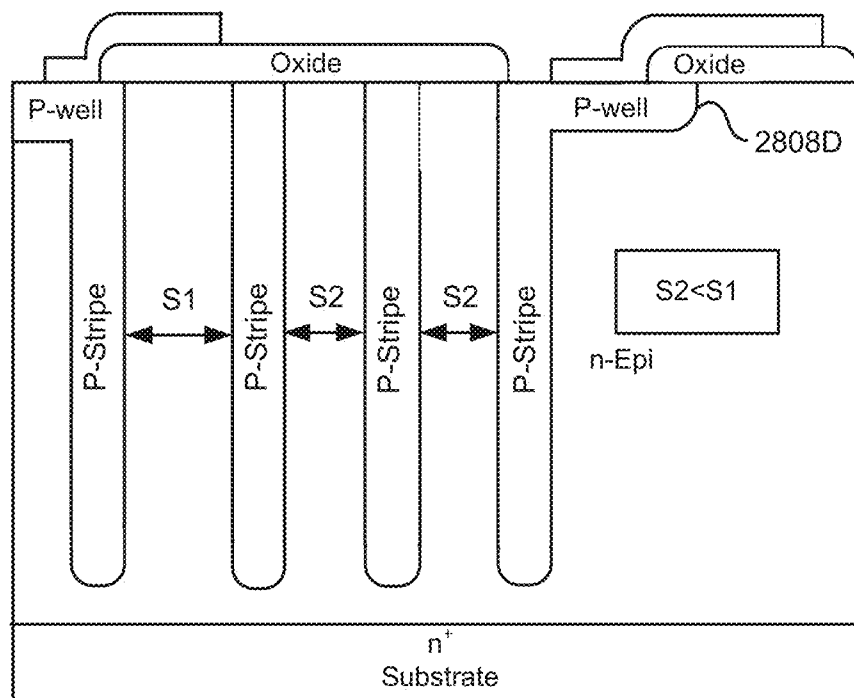 Oxide
Oxide
P-well
P-well
2808D
P-Stripe
S1
P-Stripe
S2
P-Stripe
S2
P-Stripe
S2<S1
n-Epi
n+
Substrate